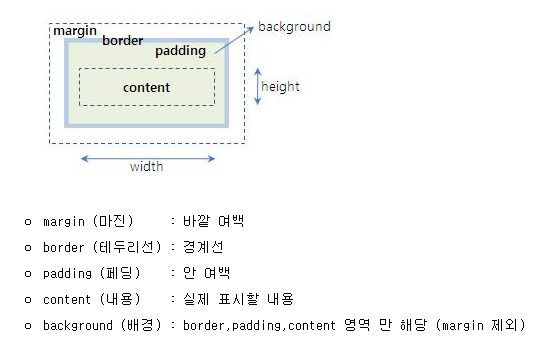 margin
border
padding
background
content
height
width
o margin (마진) : 바깥 여백
o border (테두리선) : 경계선
o padding (페딩) : 안 여백
o content (내용) : 실제 표시할 내용
o background (배경) : border,padding,content 영역 만 해당 (margin 제외)